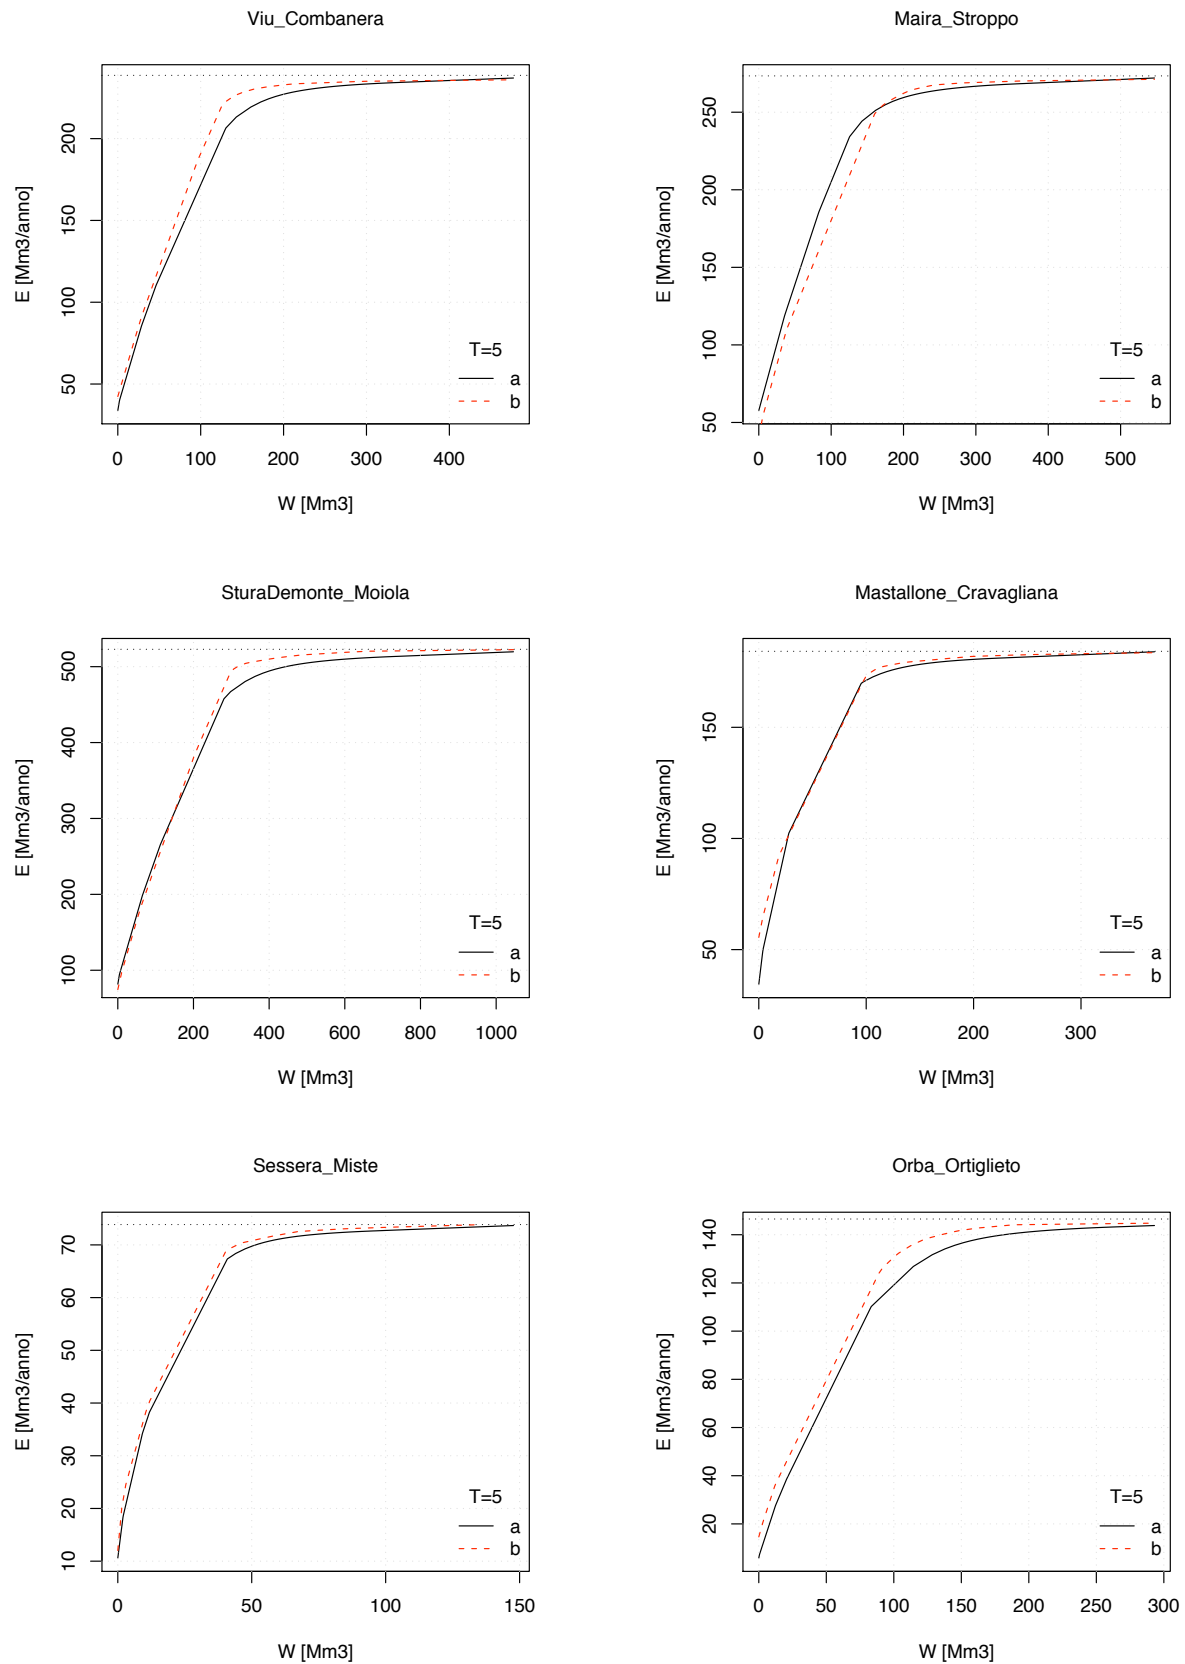 Viu_Combanera
E [Mm3/anno]
200
150
100
50
T=5
a
b
0 100 200 300 400
W [Mm3]
Maira_Stroppo
E [Mm3/anno]
250
200
150
100
50
T=5
a
b
0 100 200 300 400 500
W [Mm3]
SturaDemonte_Moiola
E [Mm3/anno]
500
400
300
200
100
T=5
a
b
0 200 400 600 800 1000
W [Mm3]
Mastallone_Cravagliana
E [Mm3/anno]
150
100
50
T=5
a
b
0 100 200 300
W [Mm3]
Sessera_Miste
E [Mm3/anno]
70
60
50
40
30
20
10
T=5
a
b
0 50 100 150
W [Mm3]
Orba_Ortiglieto
E [Mm3/anno]
140
120
100
80
60
40
20
T=5
a
b
0 50 100 150 200 250 300
W [Mm3]